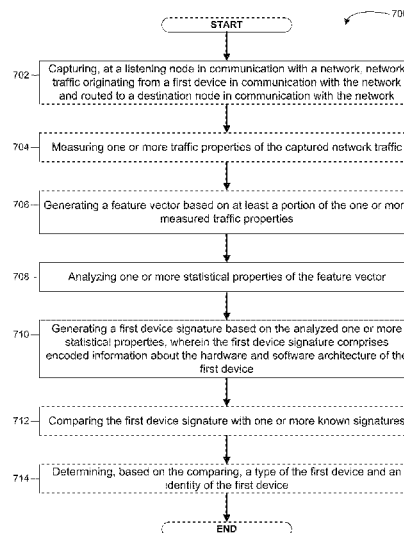 700
START
702
Capturing, at a listening node in communication with a network, network
traffic originating from a first device in communication with the network
and routed to a destination node in communication with the network
704
Measuring one or more traffic properties of the captured network traffic
706
Generating a feature vector based on at least a portion of the one or more
measured traffic properties
708
Analyzing one or more statistical properties of the feature vector
710
Generating a first device signature based on the analyzed one or more
statistical properties, wherein the first device signature comprises
encoded information about the hardware and software architecture of the
first device
712
Comparing the first device signature with one or more known signatures
714
Determining, based on the comparing, a type of the first device and an
identity of the first device
END